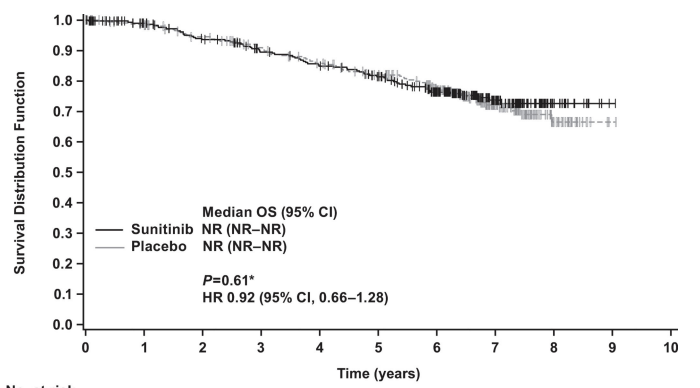 1.0
0.9
0.8
0.7
0.6
0.5
0.4
0.3
0.2
0.1
0.0
Survival Distribution Function
Median OS (95% CI)
Sunitinib NR (NR–NR)
Placebo NR (NR–NR)
P=0.61*
HR 0.92 (95% CI, 0.66–1.28)
0 1 2 3 4 5 6 7 8 9 10
Time (years)